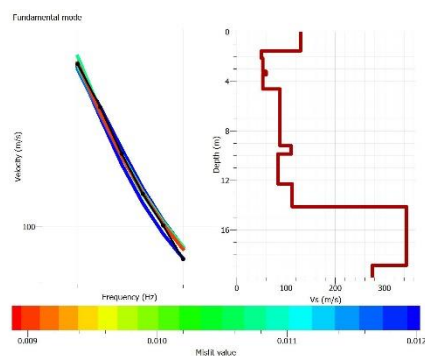 Fundamental mode
Velocity (m/s)
100
Frequency (Hz)
Depth (m)
0
4
8
12
16
0
100
200
300
Vs (m/s)
0.009
0.010
0.011
0.012
Misfit value